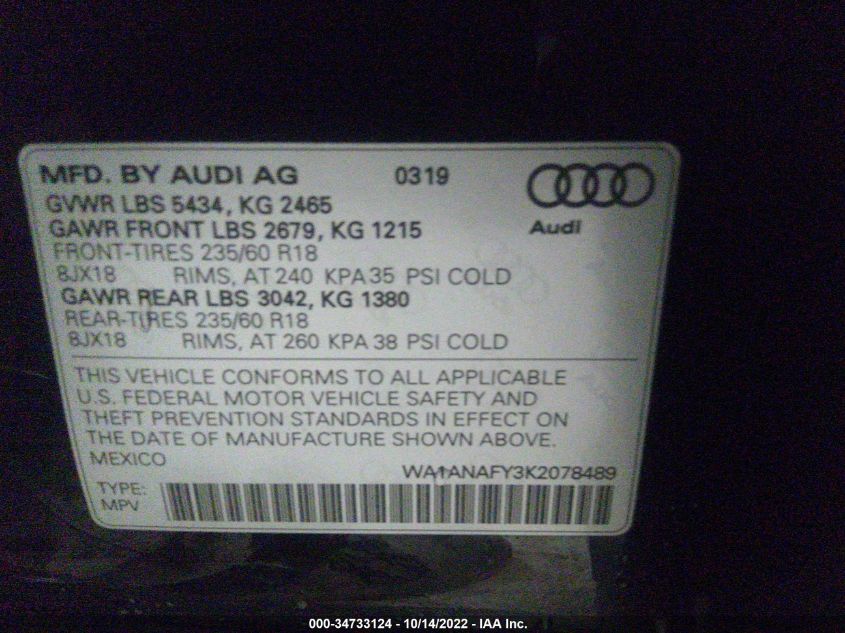 MFD. BY AUDI AG 0319
Audi
GVWR LBS 5434, KG 2465
GAWR FRONT LBS 2679, KG 1215
FRONT-TIRES 235/60 R18
8JX18 RIMS, AT 240 KPA 35 PSI COLD
GAWR REAR LBS 3042, KG 1380
REAR-TIRES 235/60 R18
8JX18 RIMS, AT 260 KPA 38 PSI COLD
THIS VEHICLE CONFORMS TO ALL APPLICABLE
U.S. FEDERAL MOTOR VEHICLE SAFETY AND
THEFT PREVENTION STANDARDS IN EFFECT ON
THE DATE OF MANUFACTURE SHOWN ABOVE.
MEXICO
WA1ANAFY3K2078489
TYPE:
MPV
000-34733124 - 10/14/2022 - IAA Inc.